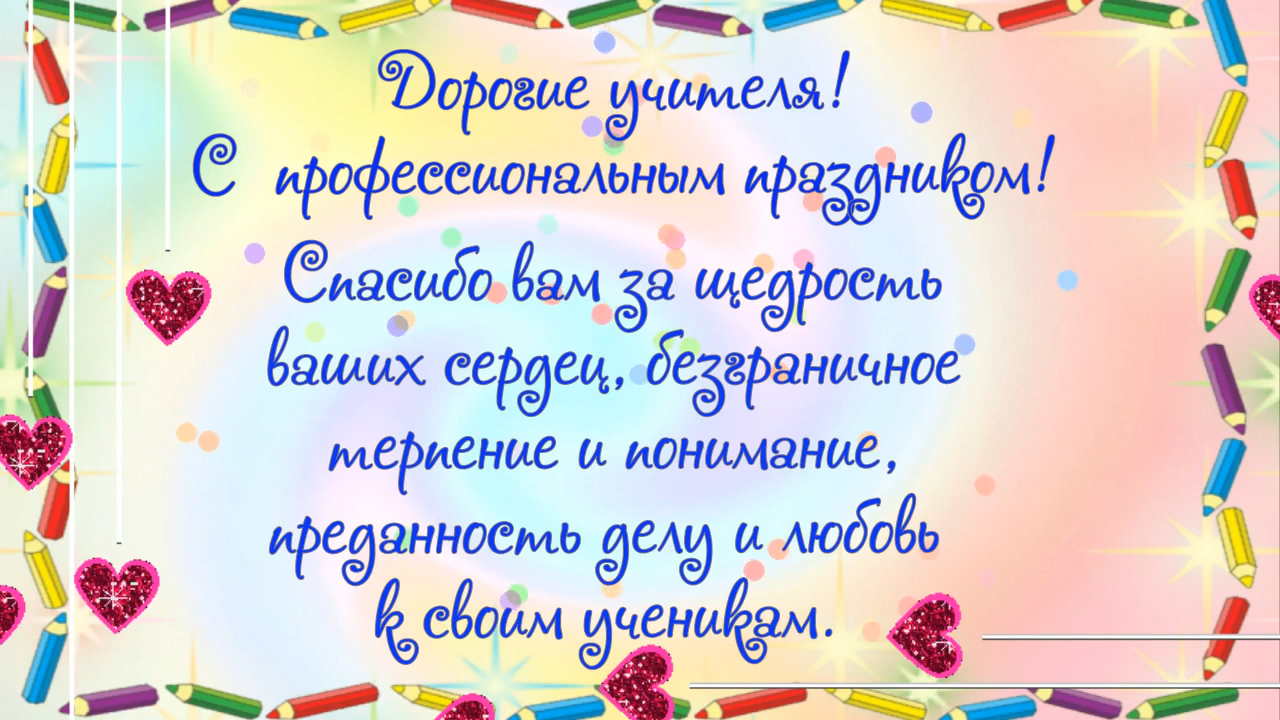 Дорогие учителя!
С профессиональным праздником!
Спасибо вам за щедрость
ваших сердец, безграничное
терпение и понимание,
преданность делу и любовь
к своим ученикам.